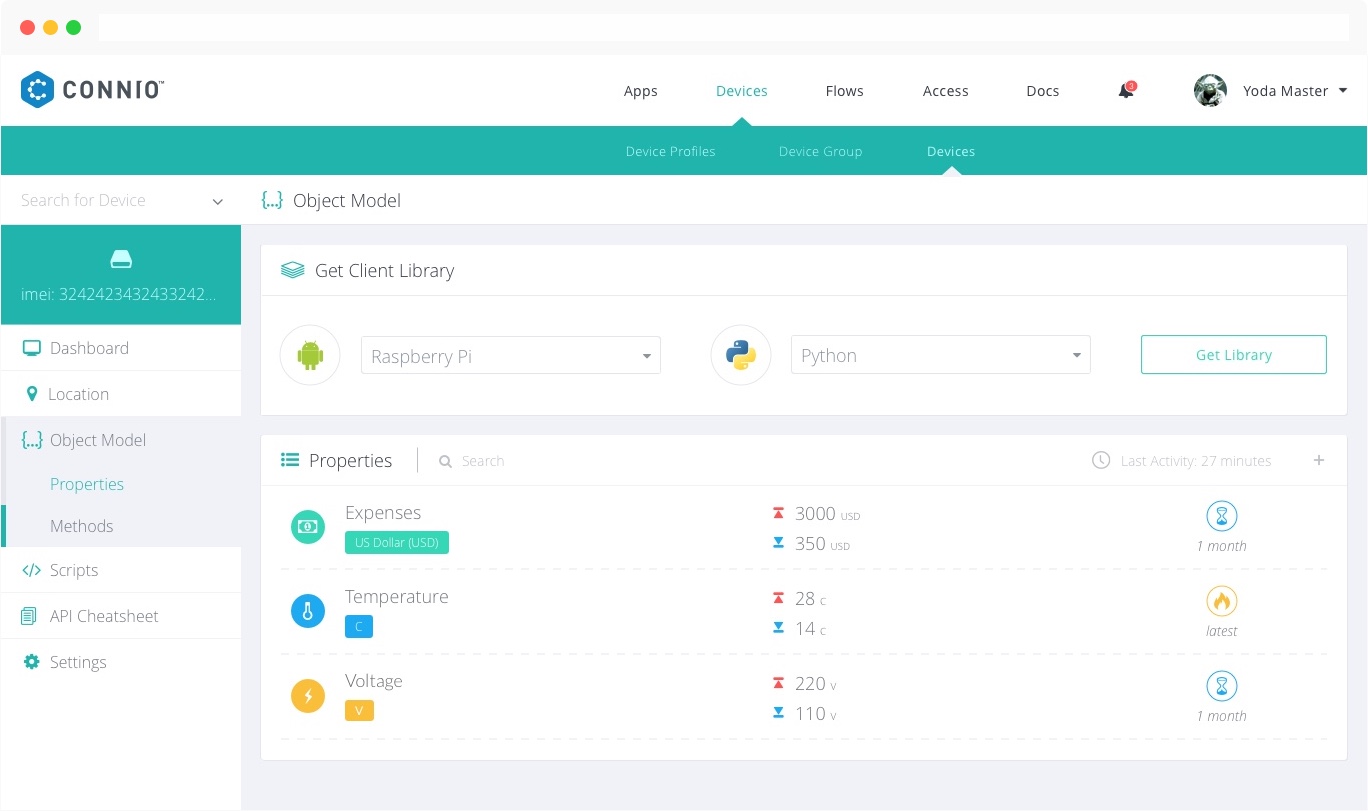 CONNIO™
Apps Devices Flows Access Docs 3 Yoda Master
Device Profiles Device Group Devices
Search for Device
{...} Object Model
imei: 3242423432433242...
Dashboard
Location
{...} Object Model
Properties
Methods
</> Scripts
API Cheatsheet
Settings
Get Client Library
Raspberry Pi Python Get Library
Properties Search Last Activity: 27 minutes +
Expenses
US Dollar (USD)
3000 USD
350 USD
1 month
Temperature
C
28 C
14 C
latest
Voltage
V
220 V
110 V
1 month